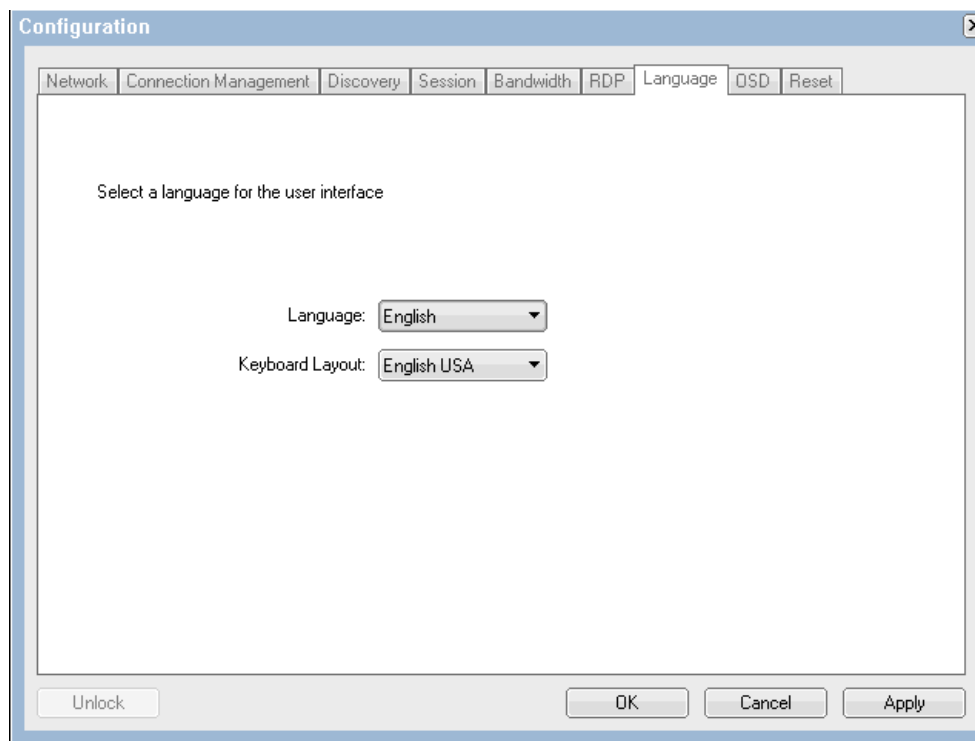 Configuration
Network Connection Management Discovery Session Bandwidth RDP Language OSD Reset
Select a language for the user interface
Language: English
Keyboard Layout: English USA
Unlock OK Cancel Apply